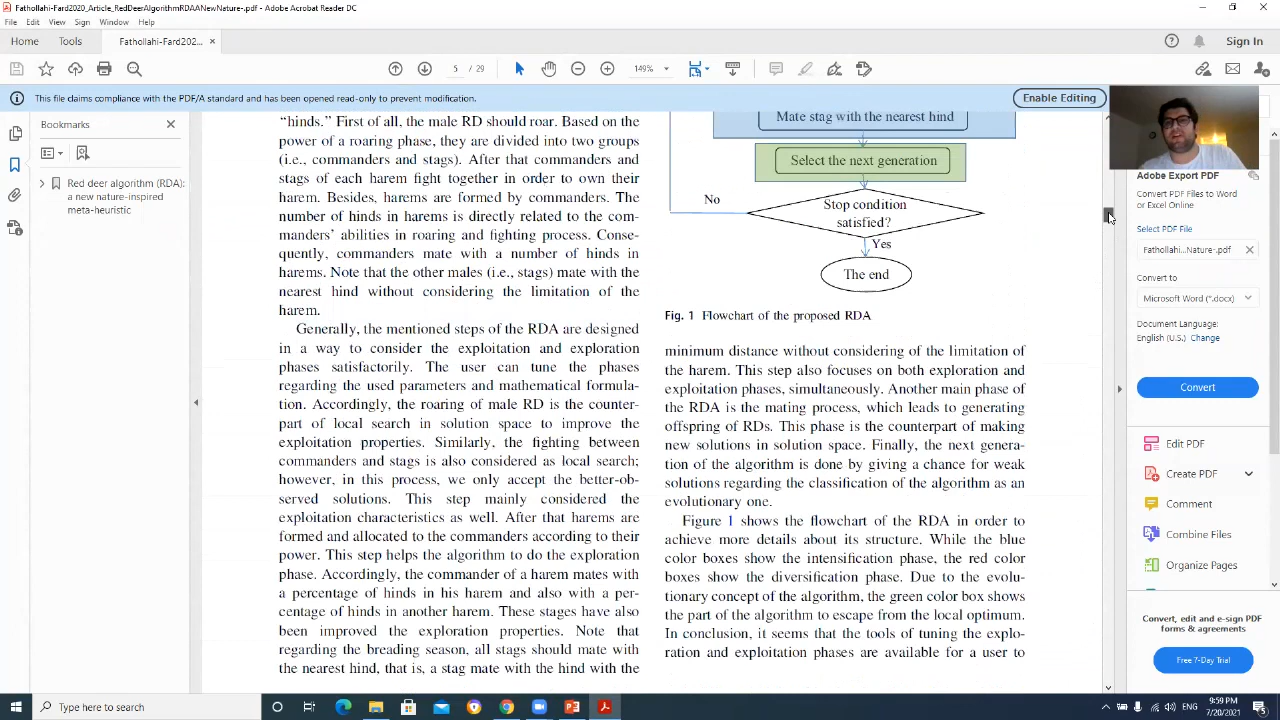 Fathollahi-Fard202_Article_RedDeerAlgorithmRDAANewNature-.pdf - Adobe Acrobat Reader DC
File Edit View Sign Window Help
Home Tools Fathollahi-Fard202... Sign In
5 / 29 149%
This file claims compliance with the PDF/A standard and has been opened read-only to prevent modification. Enable Editing
Bookmarks
Red deer algorithm (RDA):
a new nature-inspired
meta-heuristic
“hinds.” First of all, the male RD should roar. Based on the
power of a roaring phase, they are divided into two groups
(i.e., commanders and stags). After that commanders and
stags of each harem fight together in order to own their
harem. Besides, harems are formed by commanders. The
number of hinds in harems is directly related to the com-
manders’ abilities in roaring and fighting process. Conse-
quently, commanders mate with a number of hinds in
harems. Note that the other males (i.e., stags) mate with the
nearest hind without considering the limitation of the
harem.
Generally, the mentioned steps of the RDA are designed
in a way to consider the exploitation and exploration
phases satisfactorily. The user can tune the phases
regarding the used parameters and mathematical formula-
tion. Accordingly, the roaring of male RD is the counter-
part of local search in solution space to improve the
exploitation properties. Similarly, the fighting between
commanders and stags is also considered as local search;
however, in this process, we only accept the better-ob-
served solutions. This step mainly considered the
exploitation characteristics as well. After that harems are
formed and allocated to the commanders according to their
power. This step helps the algorithm to do the exploration
phase. Accordingly, the commander of a harem mates with
a percentage of hinds in his harem and also with a per-
centage of hinds in another harem. These stages have also
been improved the exploration properties. Note that
regarding the breading season, all stags should mate with
the nearest hind, that is, a stag mate with the hind with the
Mate stag with the nearest hind
Select the next generation
No
Stop condition
satisfied?
Yes
The end
Fig. 1 Flowchart of the proposed RDA
minimum distance without considering of the limitation of
the harem. This step also focuses on both exploration and
exploitation phases, simultaneously. Another main phase of
the RDA is the mating process, which leads to generating
offspring of RDs. This phase is the counterpart of making
new solutions in solution space. Finally, the next genera-
tion of the algorithm is done by giving a chance for weak
solutions regarding the classification of the algorithm as an
evolutionary one.
Figure 1 shows the flowchart of the RDA in order to
achieve more details about its structure. While the blue
color boxes show the intensification phase, the red color
boxes show the diversification phase. Due to the evolu-
tionary concept of the algorithm, the green color box shows
the part of the algorithm to escape from the local optimum.
In conclusion, it seems that the tools of tuning the explo-
ration and exploitation phases are available for a user to
Adobe Export PDF
Convert PDF Files to Word
or Excel Online
Select PDF File
Fathollahi...Nature-.pdf
Convert to
Microsoft Word (*.docx)
Document Language:
English (U.S.) Change
Convert
Edit PDF
Create PDF
Comment
Combine Files
Organize Pages
Convert, edit and e-sign PDF
forms & agreements
Free 7-Day Trial
Type here to search
ENG
9:59 PM
7/20/2021
5